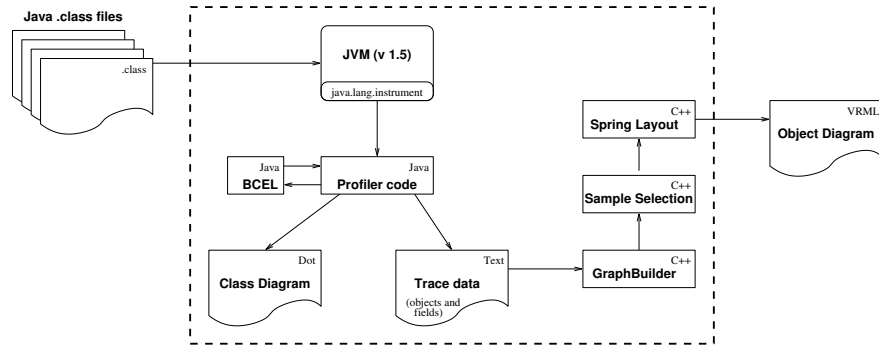 Java .class files
.class
JVM (v 1.5)
java.lang.instrument
Java
BCEL
Java
Profiler code
Dot
Class Diagram
Text
Trace data
(objects and
fields)
C++
GraphBuilder
C++
Sample Selection
C++
Spring Layout
VRML
Object Diagram